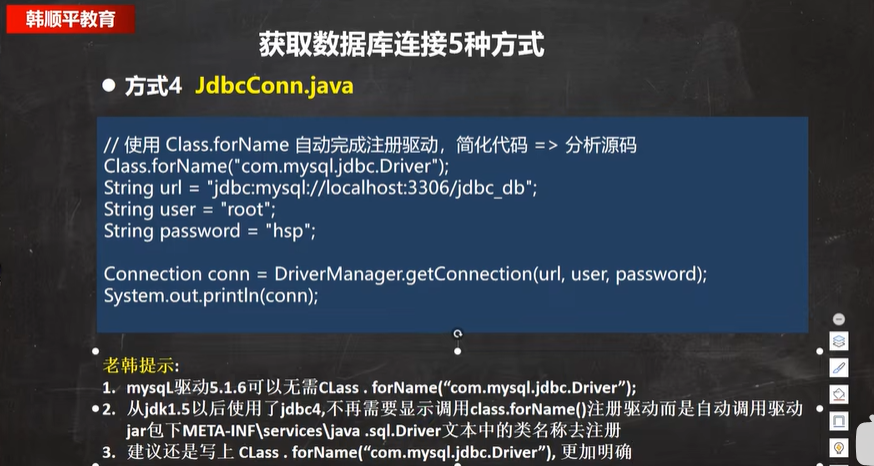 韩顺平教育
获取数据库连接5种方式
● 方式4 JdbcConn.java
// 使用 Class.forName 自动完成注册驱动，简化代码 => 分析源码
Class.forName("com.mysql.jdbc.Driver");
String url = "jdbc:mysql://localhost:3306/jdbc_db";
String user = "root";
String password = "hsp";
Connection conn = DriverManager.getConnection(url, user, password);
System.out.println(conn);
老韩提示:
1. mysqL驱动5.1.6可以无需CLass . forName(“com.mysql.jdbc.Driver”);
2. 从jdk1.5以后使用了jdbc4,不再需要显示调用class.forName()注册驱动而是自动调用驱动
jar包下META-INF\services\java .sql.Driver文本中的类名称去注册
3. 建议还是写上 CLass . forName(“com.mysql.jdbc.Driver”), 更加明确